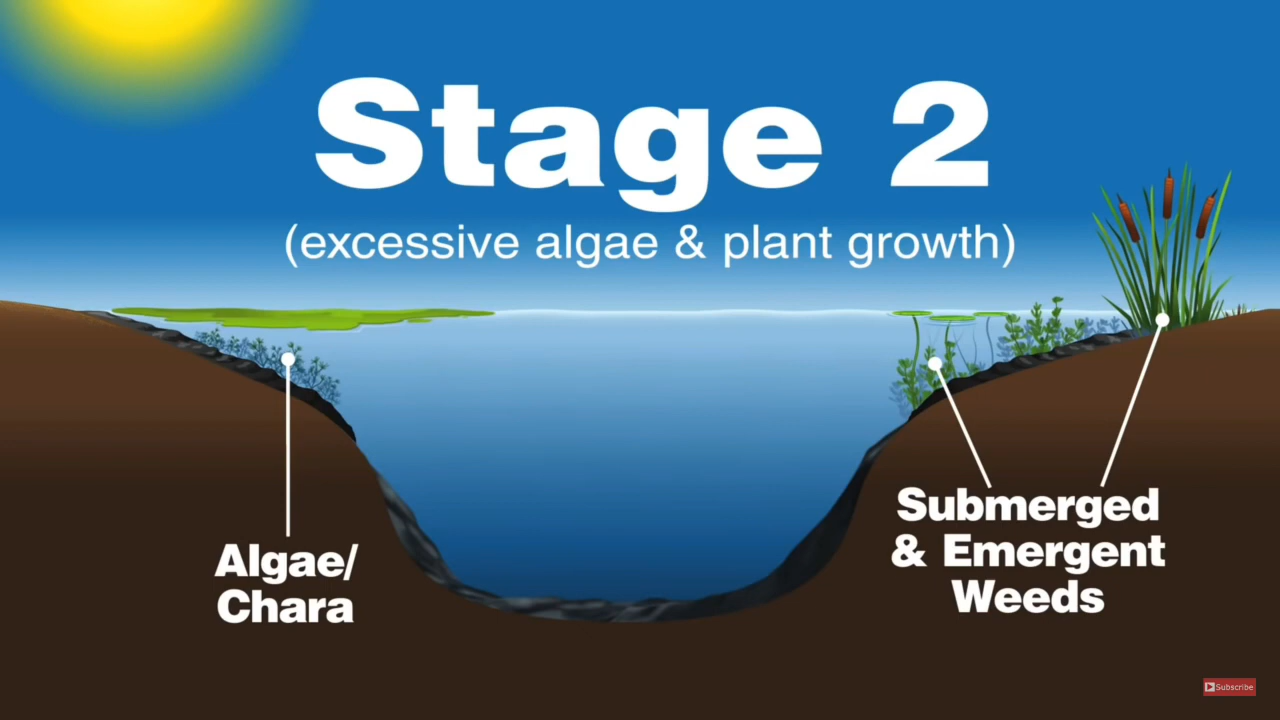 Stage 2
(excessive algae & plant growth)
Algae/
Chara
Submerged
& Emergent
Weeds
Subscribe